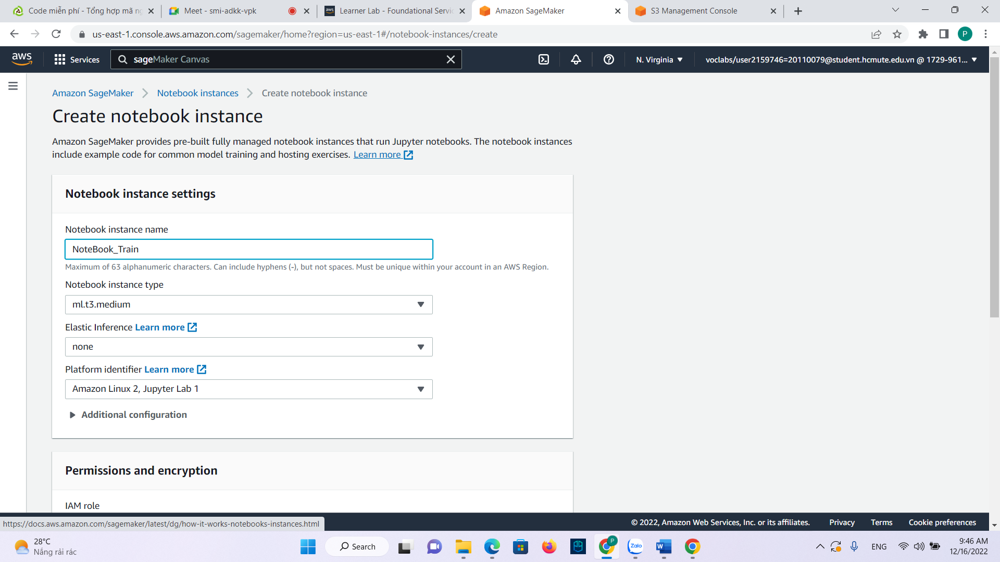 Code miễn phí - Tổng hợp mã ng
Meet - smi-adkk-vpk
Learner Lab - Foundational Servic
Amazon SageMaker
S3 Management Console
us-east-1.console.aws.amazon.com/sagemaker/home?region=us-east-1#/notebook-instances/create
P
aws
Services
sageMaker Canvas
N. Virginia
voclabs/user2159746=20110079@student.hcmute.edu.vn @ 1729-961...
Amazon SageMaker
Notebook instances
Create notebook instance
Create notebook instance
Amazon SageMaker provides pre-built fully managed notebook instances that run Jupyter notebooks. The notebook instances
include example code for common model training and hosting exercises. Learn more
Notebook instance settings
Notebook instance name
NoteBook_Train
Maximum of 63 alphanumeric characters. Can include hyphens (-), but not spaces. Must be unique within your account in an AWS Region.
Notebook instance type
ml.t3.medium
Elastic Inference Learn more
none
Platform identifier Learn more
Amazon Linux 2, Jupyter Lab 1
Additional configuration
Permissions and encryption
IAM role
https://docs.aws.amazon.com/sagemaker/latest/dg/how-it-works-notebooks-instances.html
© 2022, Amazon Web Services, Inc. or its affiliates.
Privacy
Terms
Cookie preferences
28°C
Nắng rải rác
Search
P
Zalo
W
ENG
9:46 AM
12/16/2022